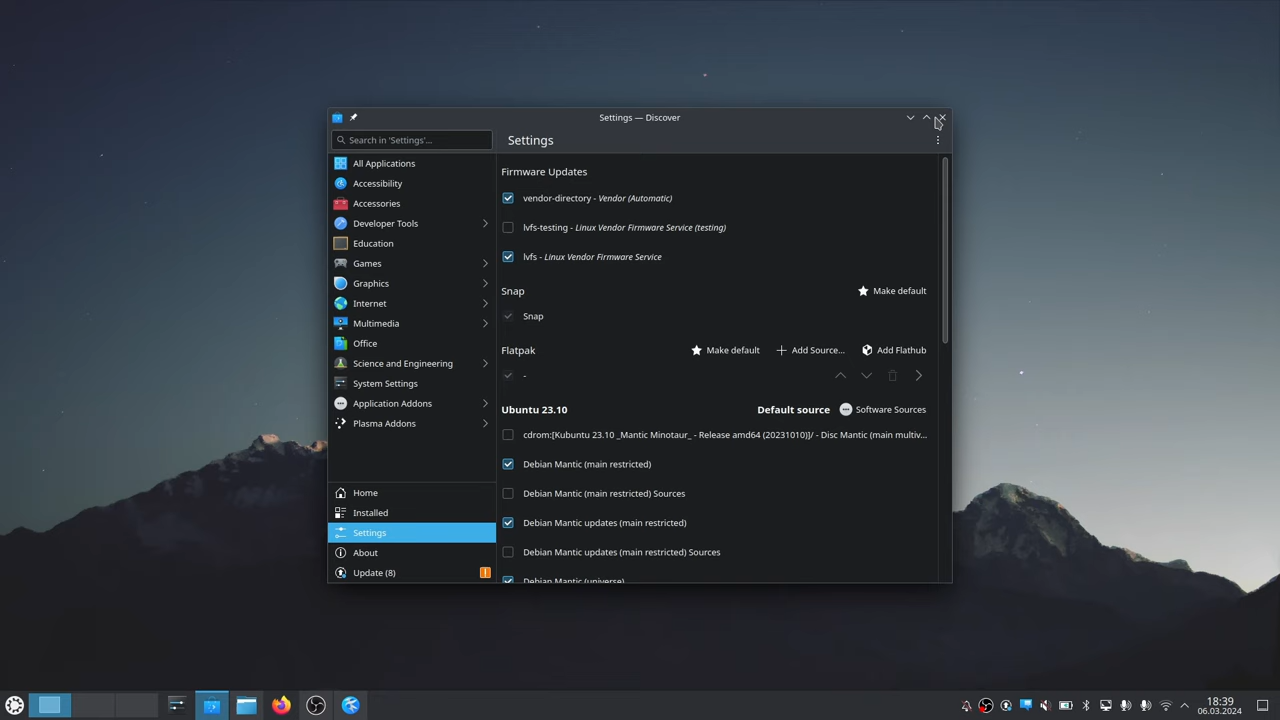 Settings — Discover
Search in 'Settings'...
Settings
All Applications
Accessibility
Accessories
Developer Tools
Education
Games
Graphics
Internet
Multimedia
Office
Science and Engineering
System Settings
Application Addons
Plasma Addons
Home
Installed
Settings
About
Update (8)
Firmware Updates
vendor-directory - Vendor (Automatic)
lvfs-testing - Linux Vendor Firmware Service (testing)
lvfs - Linux Vendor Firmware Service
Snap Make default
Snap
Flatpak Make default Add Source... Add Flathub
-
Ubuntu 23.10 Default source Software Sources
cdrom:[Kubuntu 23.10 _Mantic Minotaur_ - Release amd64 (20231010)]/ - Disc Mantic (main multiv...
Debian Mantic (main restricted)
Debian Mantic (main restricted) Sources
Debian Mantic updates (main restricted)
Debian Mantic updates (main restricted) Sources
Debian Mantic (universe)
18:39
06.03.2024